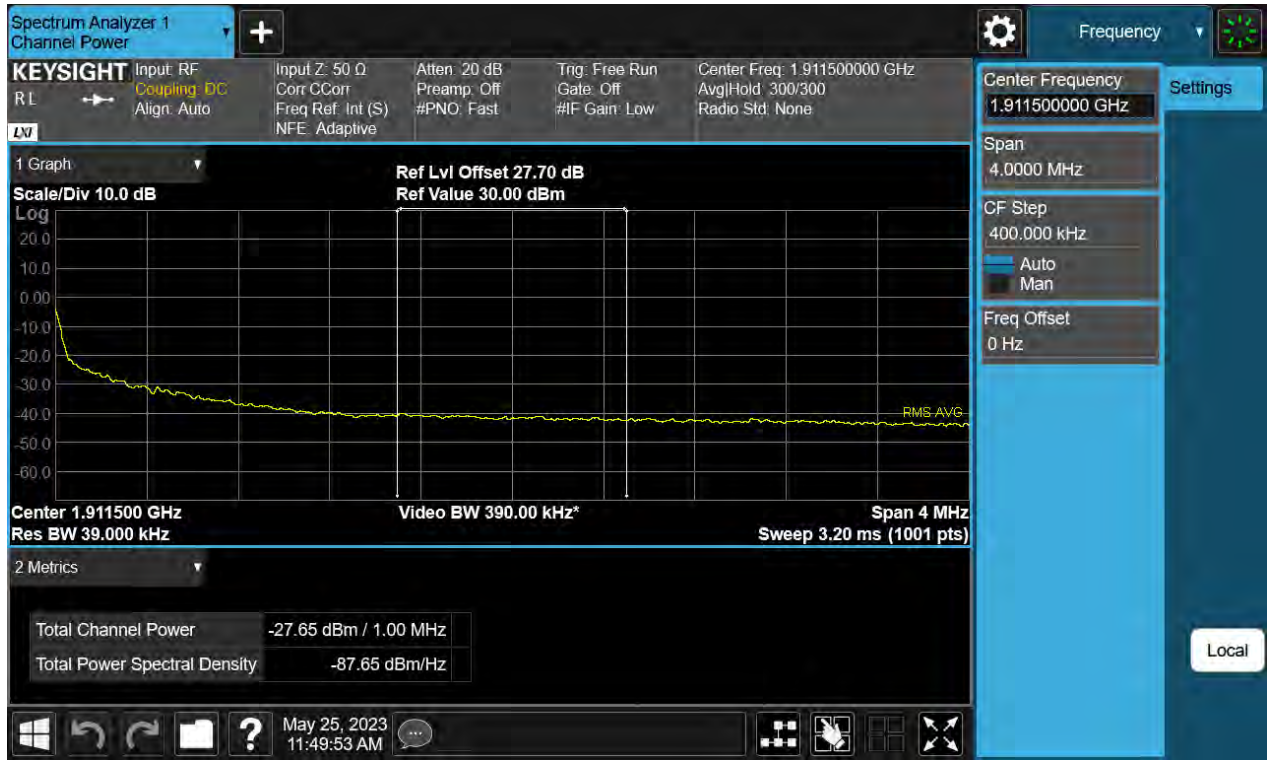 Spectrum Analyzer 1
Channel Power
Frequency
KEYSIGHT
RL
LXI
Input: RF
Coupling: DC
Align: Auto
Input Z: 50 Ω
Corr CCorr
Freq Ref: Int (S)
NFE: Adaptive
Atten: 20 dB
Preamp: Off
#PNO: Fast
Trig: Free Run
Gate: Off
#IF Gain: Low
Center Freq: 1.911500000 GHz
Avg|Hold: 300/300
Radio Std: None
Center Frequency
1.911500000 GHz
Settings
Span
4.0000 MHz
CF Step
400.000 kHz
Auto
Man
Freq Offset
0 Hz
Local
1 Graph
Scale/Div 10.0 dB
Ref Lvl Offset 27.70 dB
Ref Value 30.00 dBm
Log
20.0
10.0
0.00
-10.0
-20.0
-30.0
-40.0
-50.0
-60.0
RMS AVG
Center 1.911500 GHz
Video BW 390.00 kHz*
Span 4 MHz
Res BW 39.000 kHz
Sweep 3.20 ms (1001 pts)
2 Metrics
Total Channel Power -27.65 dBm / 1.00 MHz
Total Power Spectral Density -87.65 dBm/Hz
?
May 25, 2023
11:49:53 AM